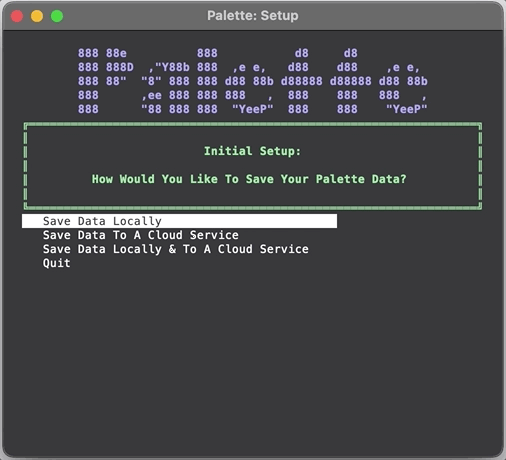 Palette: Setup
888 88e           888           d8     d8
888 888D  ,"Y88b 888  ,e e,   d88    d88    ,e e,
888 88"  "8" 888 888 d88 88b d88888 d88888 d88 88b
888      ,ee 888 888 888   ,  888    888   888   ,
888      "88 888 888  "YeeP"  888    888    "YeeP"
Initial Setup:
How Would You Like To Save Your Palette Data?
Save Data Locally
Save Data To A Cloud Service
Save Data Locally & To A Cloud Service
Quit